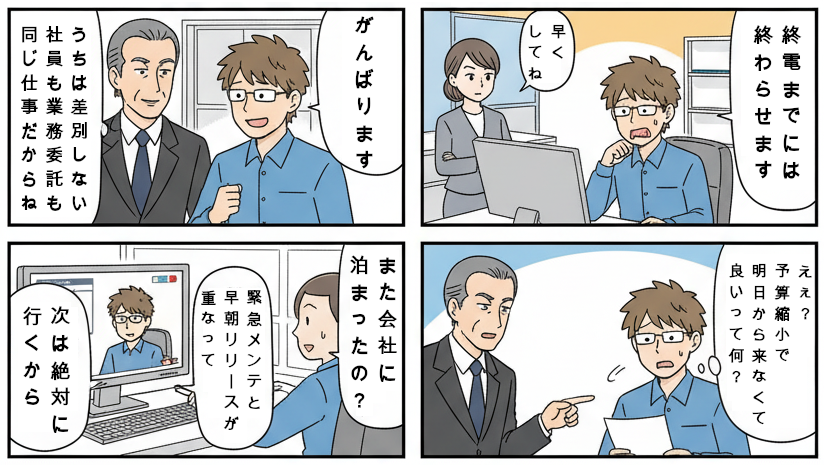 がんばります
うちは差別しない
社員も業務委託も
同じ仕事だからね
終電までには
終わらせます
早く
してね
また会社に
泊まったの？
緊急メンテと
早朝リリースが
重なって
次は絶対に
行くから
えぇ？
予算縮小で
明日から来なくて
良いって何？